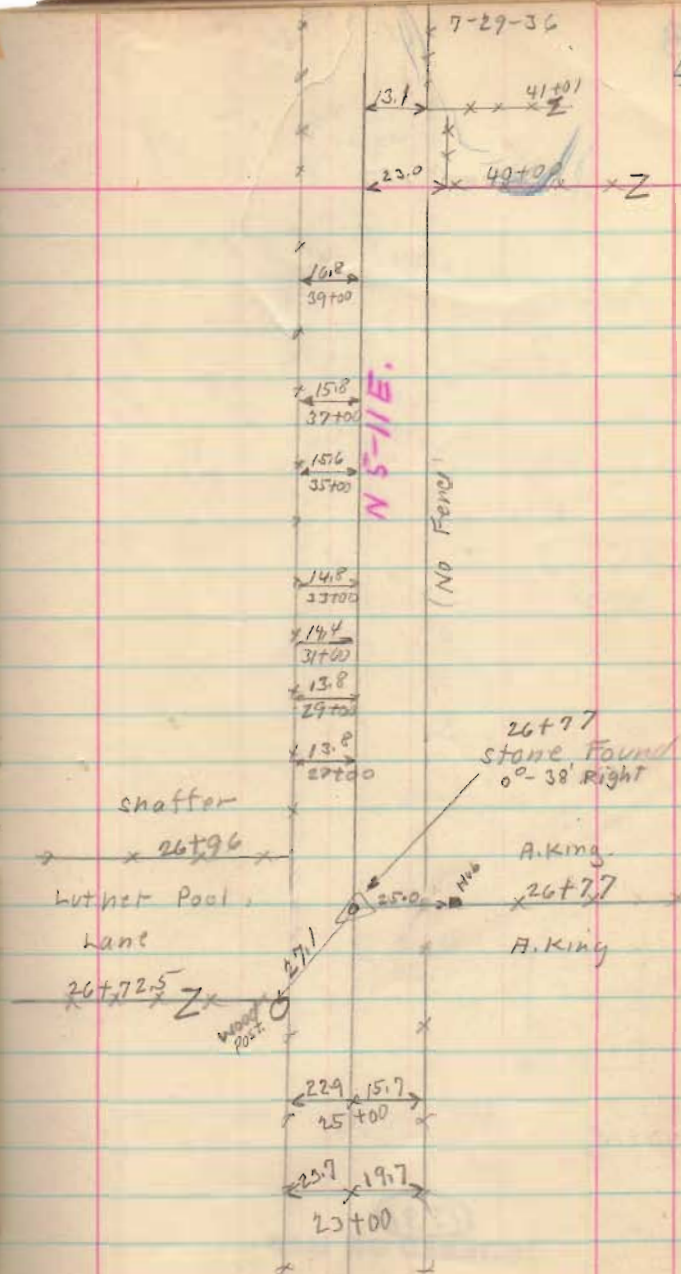 7-29-36
13.1
41+01
Z
23.0
40+00
Z
16.8
39+00
15.8
37+00
N 5-11 E.
15.6
35+00
(No Fence)
14.8
33+00
14.4
31+00
13.8
29+00
13.8
27+00
26+77
Stone Found
0°-38' Right
Shaffer
26+96
A. King
Hub
25.0
26+77
Luther Pool
Lane
A. King
27.1
26+72.5 Z
Wood
Post
22.9 15.7
25+00
23.7 19.7
23+00